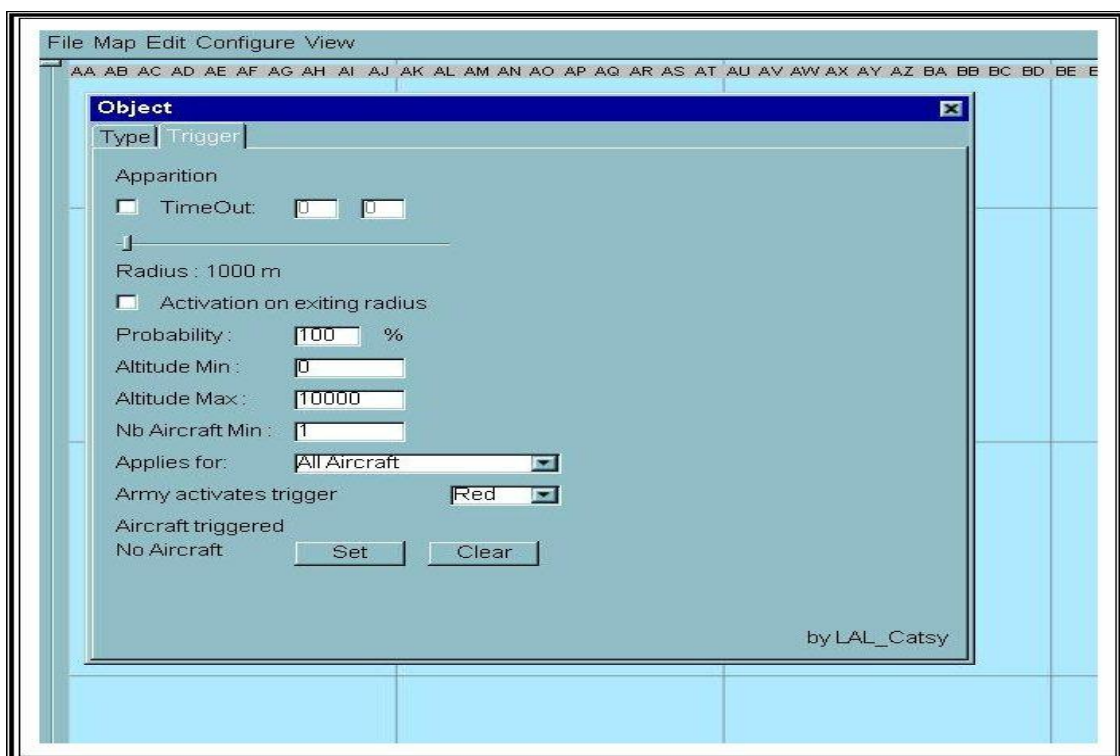 File Map Edit Configure View
AA AB AC AD AE AF AG AH AI AJ AK AL AM AN AO AP AQ AR AS AT AU AV AW AX AY AZ BA BB BC BD BE
Object
Type Trigger
Apparition
TimeOut: 0 0
Radius : 1000 m
Activation on exiting radius
Probability : 100 %
Altitude Min : 0
Altitude Max : 10000
Nb Aircraft Min : 1
Applies for: All Aircraft
Army activates trigger Red
Aircraft triggered
No Aircraft Set Clear
by LAL_Catsy